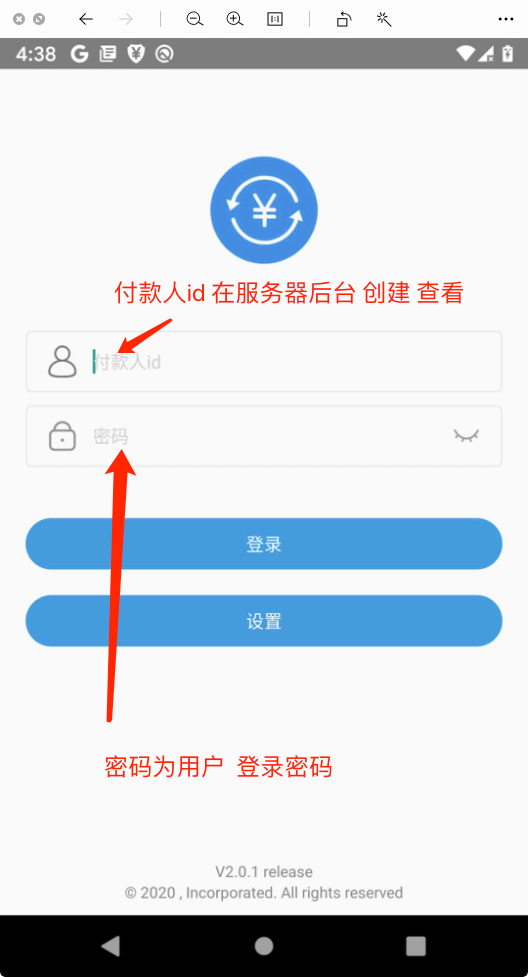 4:38
付款人id 在服务器后台 创建 查看
付款人id
密码
登录
设置
密码为用户 登录密码
V2.0.1 release
© 2020 , Incorporated. All rights reserved